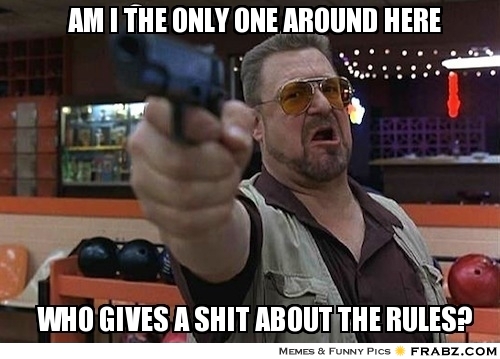 AM I THE ONLY ONE AROUND HERE
WHO GIVES A SHIT ABOUT THE RULES?
MEMES & FUNNY PICS FRABZ.COM